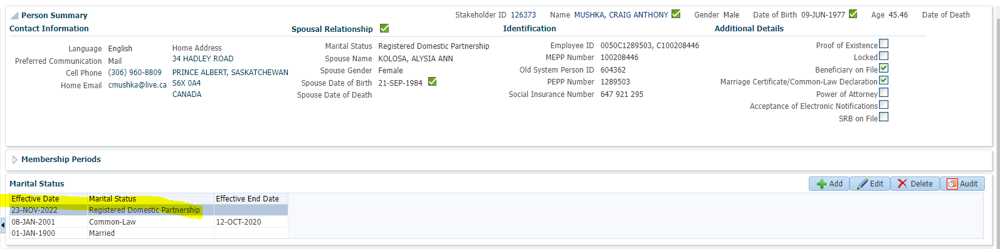 Person Summary
Stakeholder ID 126373 Name MUSHKA, CRAIG ANTHONY Gender Male Date of Birth 09-JUN-1977 Age 45.46 Date of Death
Contact Information
Language English
Preferred Communication Mail
Cell Phone (306) 960-8809
Home Email cmushka@live.ca
Home Address
34 HADLEY ROAD
PRINCE ALBERT, SASKATCHEWAN
S6X 0A4
CANADA
Spousal Relationship
Marital Status Registered Domestic Partnership
Spouse Name KOLOSA, ALYSIA ANN
Spouse Gender Female
Spouse Date of Birth 21-SEP-1984
Spouse Date of Death
Identification
Employee ID 0050C1289503, C100208446
MEPP Number 100208446
Old System Person ID 604362
PEPP Number 1289503
Social Insurance Number 647 921 295
Additional Details
Proof of Existence
Locked
Beneficiary on File
Marriage Certificate/Common-Law Declaration
Power of Attorney
Acceptance of Electronic Notifications
SRB on File
Membership Periods
Marital Status
Add Edit Delete Audit
Effective Date Marital Status Effective End Date
23-NOV-2022 Registered Domestic Partnership
08-JAN-2001 Common-Law 12-OCT-2020
01-JAN-1900 Married